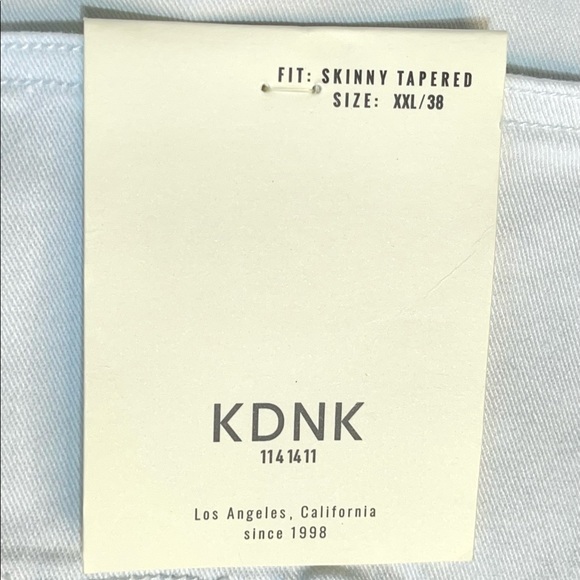 FIT: SKINNY TAPERED
SIZE: XXL/38
KDNK
1141411
Los Angeles, California
since 1998